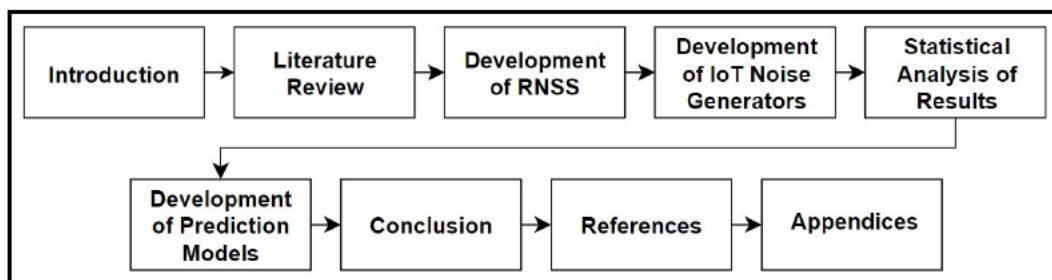 Introduction
Literature
Review
Development
of RNSS
Development
of IoT Noise
Generators
Statistical
Analysis of
Results
Development
of Prediction
Models
Conclusion
References
Appendices